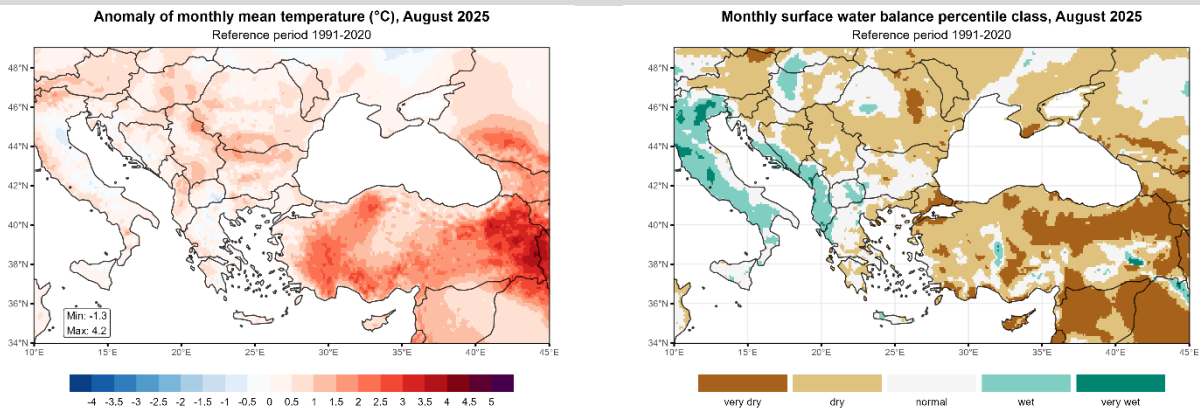 Anomaly of monthly mean temperature (°C), August 2025
Reference period 1991-2020
48°N
46°N
44°N
42°N
40°N
38°N
36°N
34°N
Min: -1.3
Max: 4.2
10°E 15°E 20°E 25°E 30°E 35°E 40°E 45°E
-4 -3.5 -3 -2.5 -2 -1.5 -1 -0.5 0 0.5 1 1.5 2 2.5 3 3.5 4 4.5 5
Monthly surface water balance percentile class, August 2025
Reference period 1991-2020
48°N
46°N
44°N
42°N
40°N
38°N
36°N
34°N
10°E 15°E 20°E 25°E 30°E 35°E 40°E 45°E
very dry dry normal wet very wet